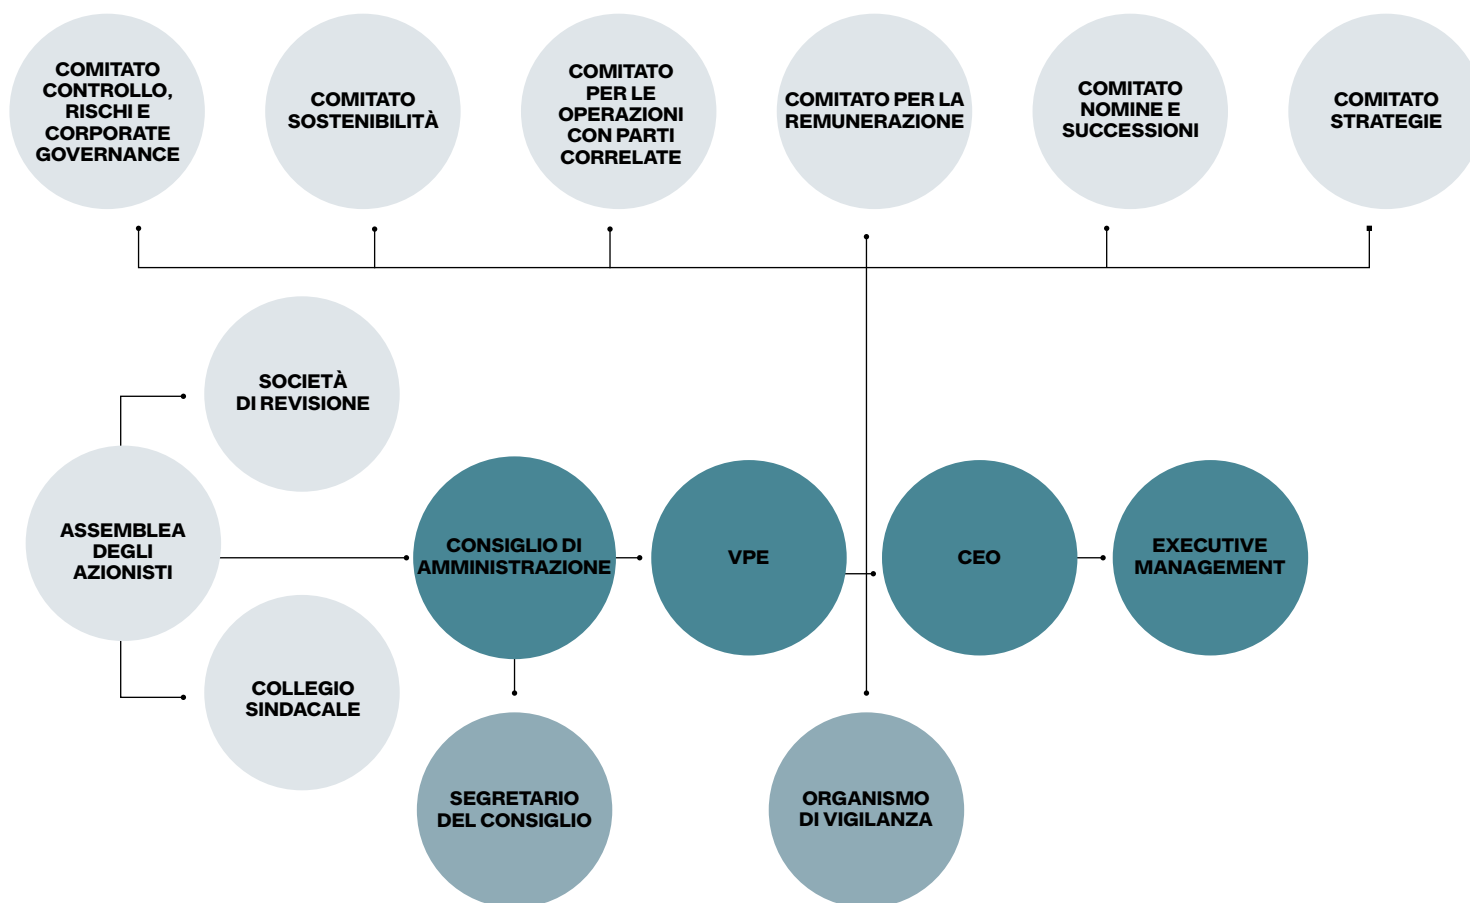 COMITATO
CONTROLLO,
RISCHI E
CORPORATE
GOVERNANCE
COMITATO
SOSTENIBILITÀ
COMITATO
PER LE
OPERAZIONI
CON PARTI
CORRELATE
COMITATO PER LA
REMUNERAZIONE
COMITATO
NOMINE E
SUCCESSIONI
COMITATO
STRATEGIE
SOCIETÀ
DI REVISIONE
ASSEMBLEA
DEGLI
AZIONISTI
CONSIGLIO DI
AMMINISTRAZIONE
VPE
CEO
EXECUTIVE
MANAGEMENT
COLLEGIO
SINDACALE
SEGRETARIO
DEL CONSIGLIO
ORGANISMO
DI VIGILANZA